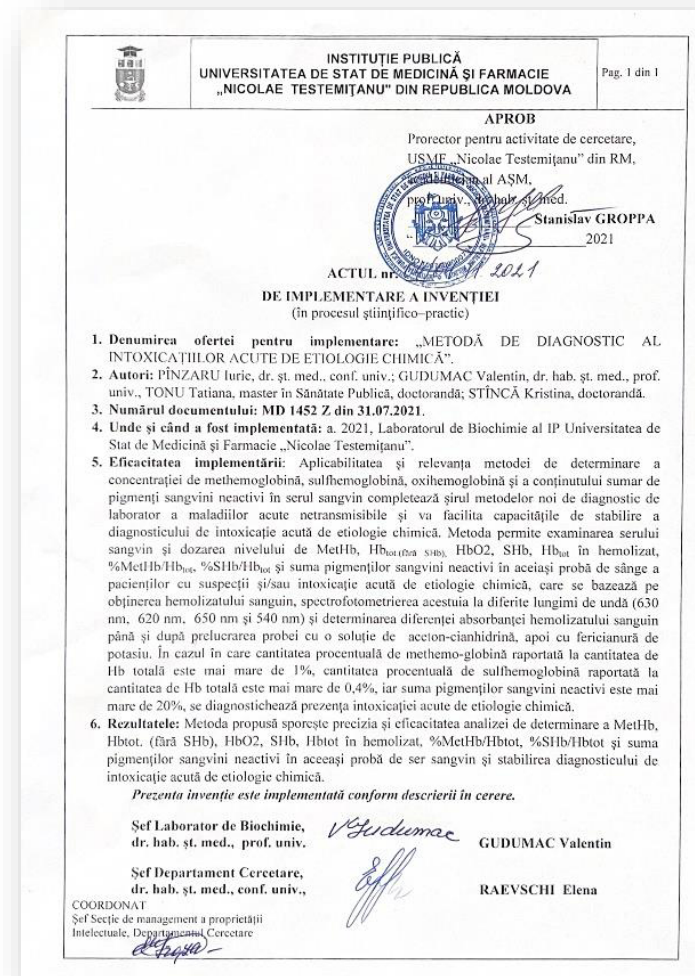 INSTITUȚIE PUBLICĂ
UNIVERSITATEA DE STAT DE MEDICINĂ ȘI FARMACIE
„NICOLAE TESTEMIȚANU" DIN REPUBLICA MOLDOVA
Pag. 1 din 1
APROB
Prorector pentru activitate de cercetare,
USMF „Nicolae Testemițanu” din RM,
al AȘM,
prof. univ., dr. hab. șt. med.
Stanislav GROPPA
2021
ACTUL nr. 11. 2021
DE IMPLEMENTARE A INVENȚIEI
(în procesul științifico–practic)
1. Denumirea ofertei pentru implementare: „METODĂ DE DIAGNOSTIC AL
INTOXICAȚIILOR ACUTE DE ETIOLOGIE CHIMICĂ”.
2. Autori: PÎNZARU Iurie, dr. șt. med., conf. univ.; GUDUMAC Valentin, dr. hab. șt. med., prof.
univ., TONU Tatiana, master în Sănătate Publică, doctorandă; STÎNCĂ Kristina, doctorandă.
3. Numărul documentului: MD 1452 Z din 31.07.2021.
4. Unde și când a fost implementată: a. 2021, Laboratorul de Biochimie al IP Universitatea de
Stat de Medicină și Farmacie „Nicolae Testemițanu”.
5. Eficacitatea implementării: Aplicabilitatea și relevanța metodei de determinare a
concentrației de methemoglobină, sulfhemoglobină, oxihemoglobină și a conținutului sumar de
pigmenți sangvini neactivi în serul sangvin completează șirul metodelor noi de diagnostic de
laborator a maladiilor acute netransmisibile și va facilita capacitățile de stabilire a
diagnosticului de intoxicație acută de etiologie chimică. Metoda permite examinarea serului
sangvin și dozarea nivelului de MetHb, Hbtot (fără SHb), HbO2, SHb, Hbtot în hemolizat,
%MetHb/Hbtot, %SHb/Hbtot și suma pigmenților sangvini neactivi în aceiași probă de sânge a
pacienților cu suspecții și/sau intoxicație acută de etiologie chimică, care se bazează pe
obținerea hemolizatului sanguin, spectrofotometrierea acestuia la diferite lungimi de undă (630
nm, 620 nm, 650 nm și 540 nm) și determinarea diferenței absorbanței hemolizatului sanguin
până și după prelucrarea probei cu o soluție de aceton-cianhidrină, apoi cu fericianură de
potasiu. În cazul în care cantitatea procentuală de methemo-globină raportată la cantitatea de
Hb totală este mai mare de 1%, cantitatea procentuală de sulfhemoglobină raportată la
cantitatea de Hb totală este mai mare de 0,4%, iar suma pigmenților sangvini neactivi este mai
mare de 20%, se diagnostichează prezența intoxicației acute de etiologie chimică.
6. Rezultatele: Metoda propusă sporește precizia și eficacitatea analizei de determinare a MetHb,
Hbtot. (fără SHb), HbO2, SHb, Hbtot în hemolizat, %MetHb/Hbtot, %SHb/Hbtot și suma
pigmenților sangvini neactivi în aceeași probă de ser sangvin și stabilirea diagnosticului de
intoxicație acută de etiologie chimică.
Prezenta invenție este implementată conform descrierii în cerere.
Șef Laborator de Biochimie,
dr. hab. șt. med., prof. univ.
VGudumac
GUDUMAC Valentin
Șef Departament Cercetare,
dr. hab. șt. med., conf. univ.,
RAEVSCHI Elena
COORDONAT
Șef Secție de management a proprietății
Intelectuale, Departamentul Cercetare